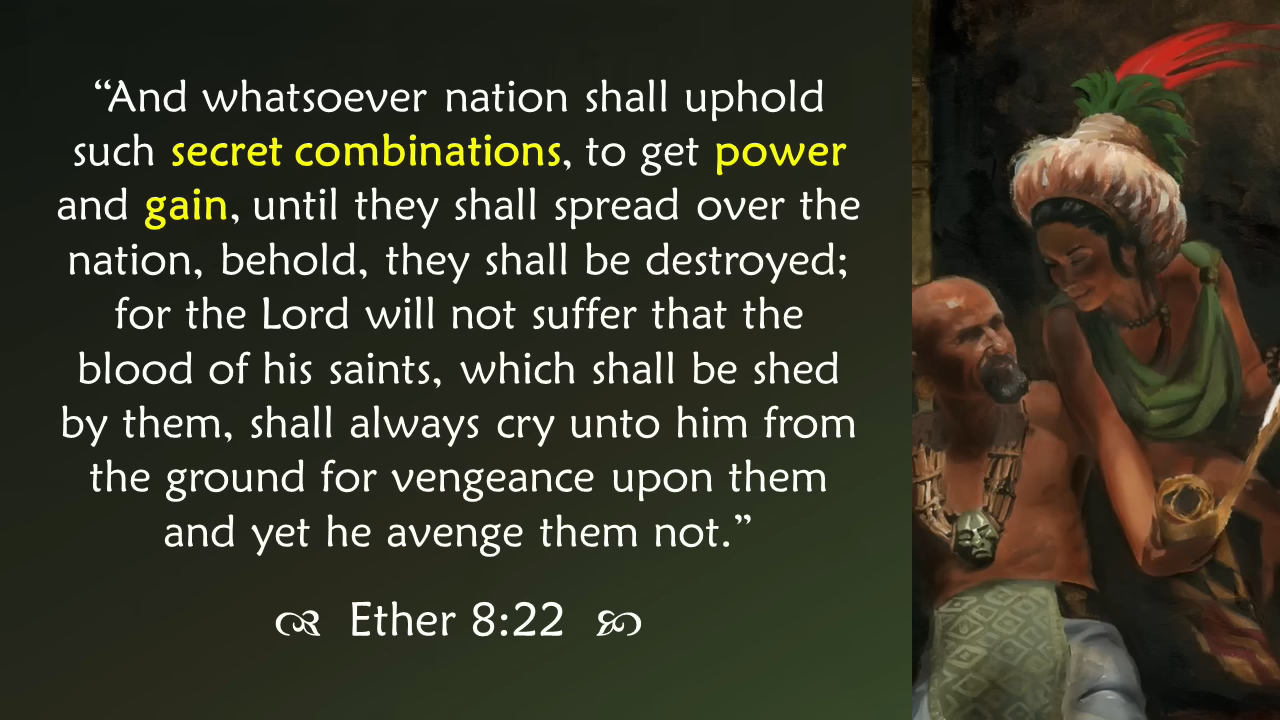 “And whatsoever nation shall uphold
such secret combinations, to get power
and gain, until they shall spread over the
nation, behold, they shall be destroyed;
for the Lord will not suffer that the
blood of his saints, which shall be shed
by them, shall always cry unto him from
the ground for vengeance upon them
and yet he avenge them not.”
Ether 8:22